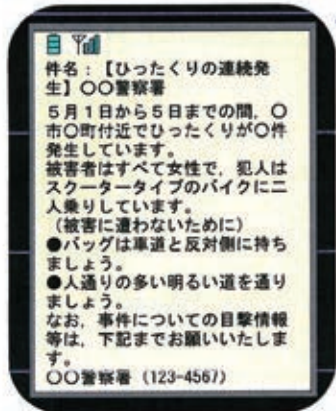 件名：【ひったくりの連続発
生】〇〇警察署
５月１日から５日までの間，〇
市〇町付近でひったくりが〇件
発生しています。
被害者はすべて女性で，犯人は
スクータータイプのバイクに二
人乗りしています。
（被害に遭わないために）
●バッグは車道と反対側に持ち
ましょう。
●人通りの多い明るい道を通り
ましょう。
なお，事件についての目撃情報
等は，下記までお願いいたしま
す。
〇〇警察署（123-4567）